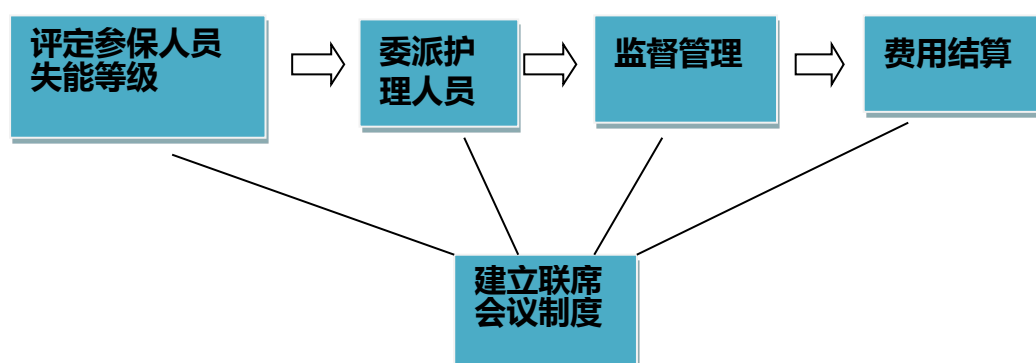 评定参保人员
失能等级
委派护
理人员
监督管理
费用结算
建立联席
会议制度